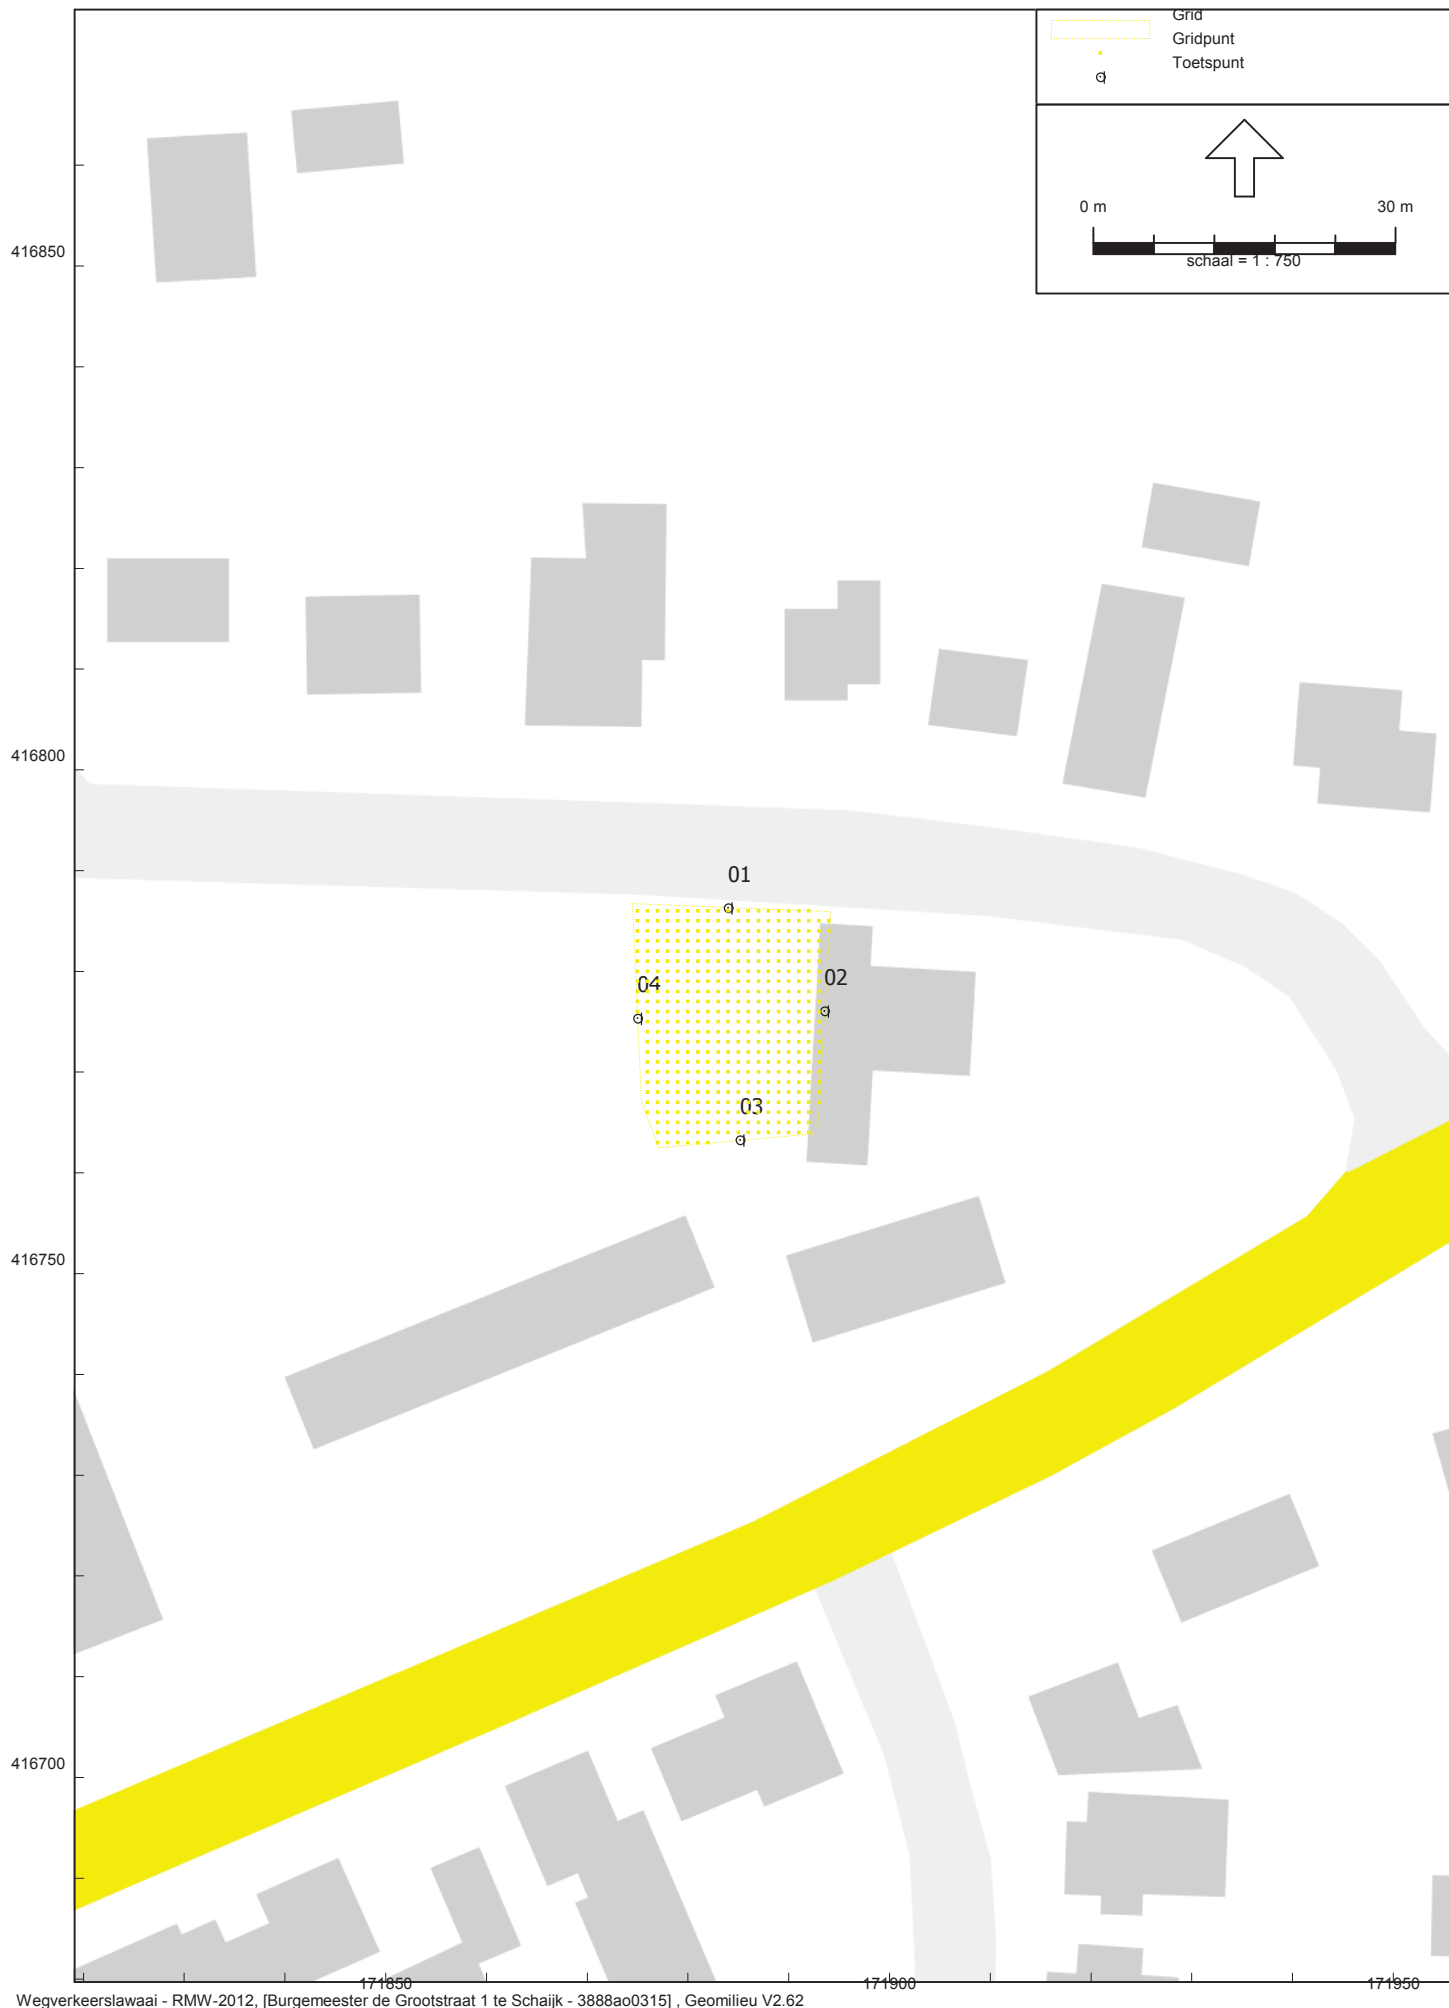 Grid
Gridpunt
Toetspunt
0 m 30 m
schaal = 1 : 750
416850
416800
01
02
04
03
416750
416700
171850 171900 171950
Wegverkeerslawaai - RMW-2012, [Burgemeester de Grootstraat 1 te Schaijk - 3888ao0315] , Geomilieu V2.62